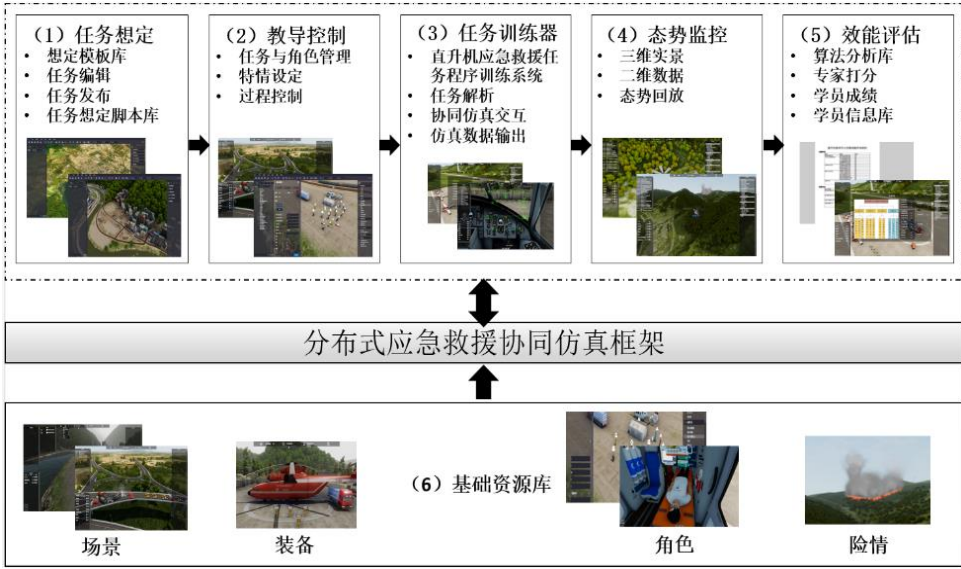 （1）任务想定
• 想定模板库
• 任务编辑
• 任务发布
• 任务想定脚本库
（2）教导控制
• 任务与角色管理
• 特情设定
• 过程控制
（3）任务训练器
• 直升机应急救援任
务程序训练系统
• 任务解析
• 协同仿真交互
• 仿真数据输出
（4）态势监控
• 三维实景
• 二维数据
• 态势回放
（5）效能评估
• 算法分析库
• 专家打分
• 学员成绩
• 学员信息库
分布式应急救援协同仿真框架
（6）基础资源库
场景
装备
角色
险情